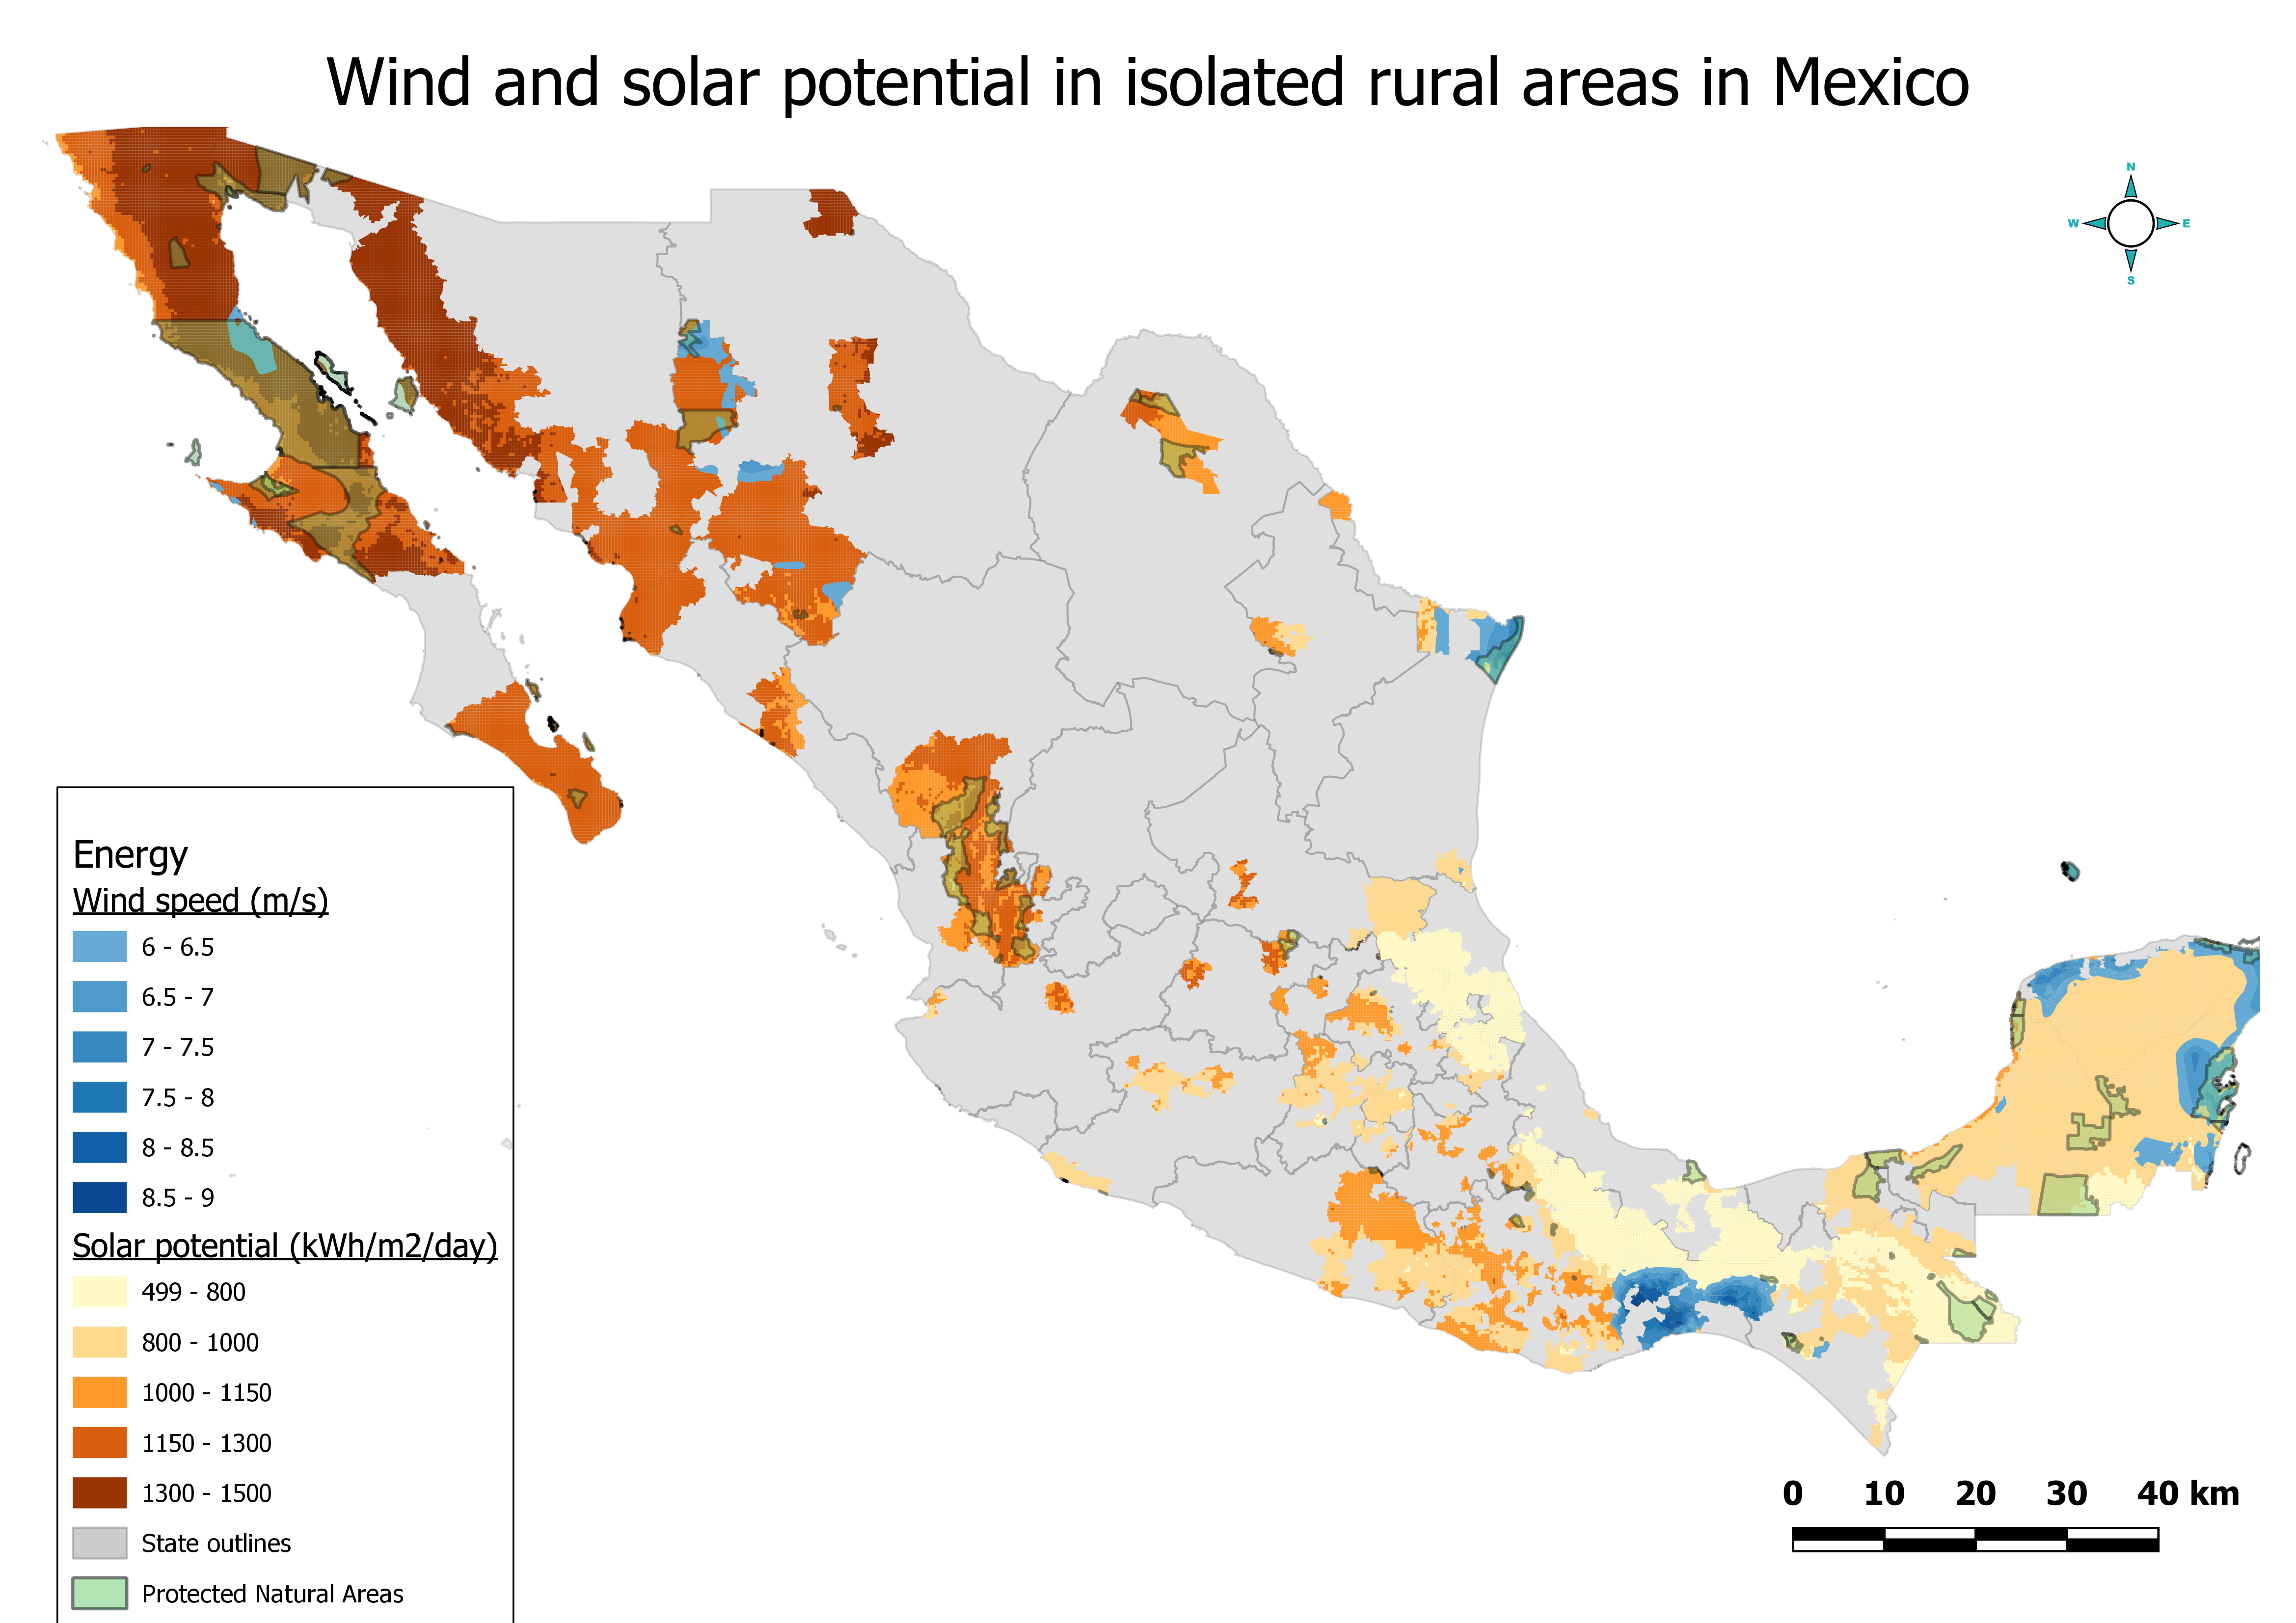 Wind and solar potential in isolated rural areas in Mexico
N
W E
S
Energy
Wind speed (m/s)
6 - 6.5
6.5 - 7
7 - 7.5
7.5 - 8
8 - 8.5
8.5 - 9
Solar potential (kWh/m2/day)
499 - 800
800 - 1000
1000 - 1150
1150 - 1300
1300 - 1500
State outlines
Protected Natural Areas
0 10 20 30 40 km